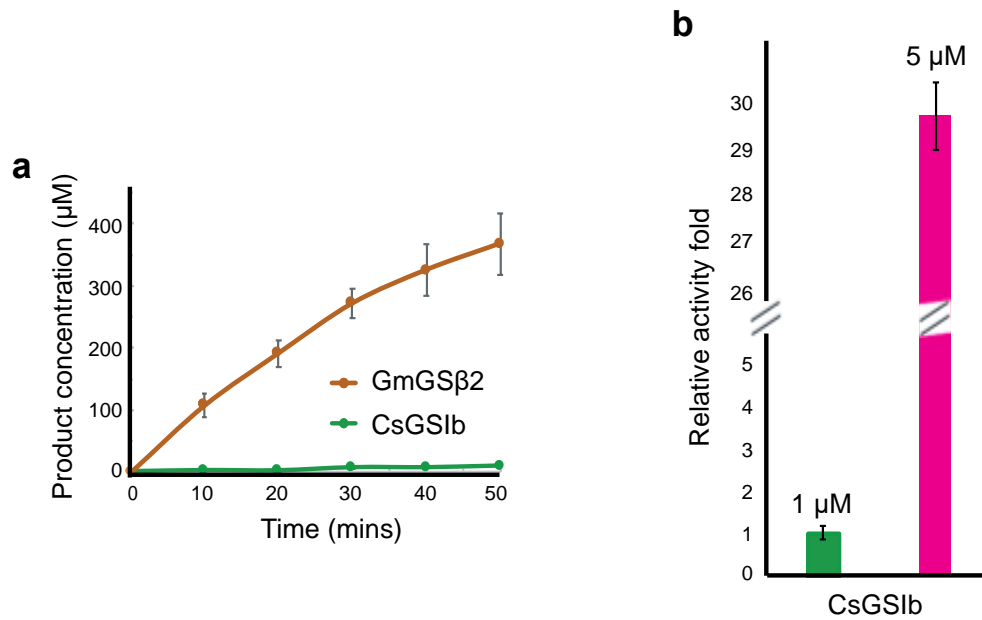 a
Product concentration (µM)
400
300
200
100
0
GmGSβ2
CsGSIb
0 10 20 30 40 50
Time (mins)
b
Relative activity fold
30
29
28
27
26
5
4
3
2
1
0
5 µM
1 µM
CsGSIb